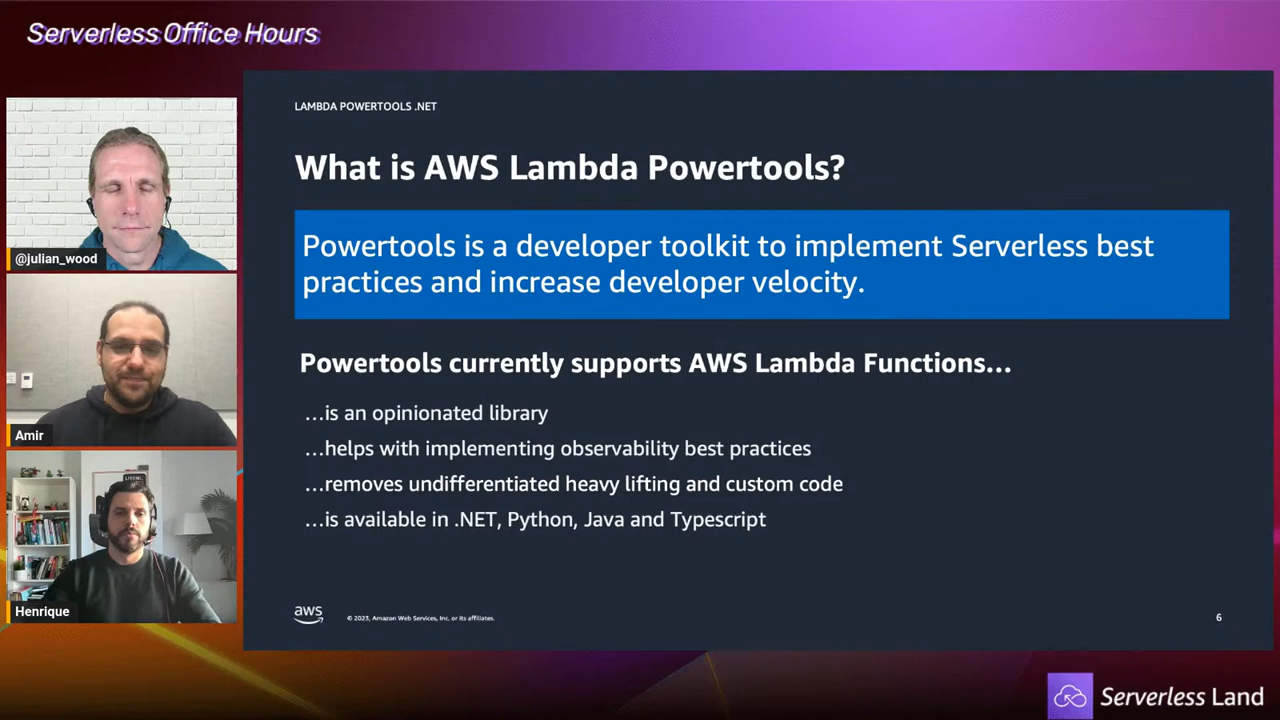 Serverless Office Hours
@julian_wood
Amir
Henrique
LAMBDA POWERTOOLS .NET
What is AWS Lambda Powertools?
Powertools is a developer toolkit to implement Serverless best
practices and increase developer velocity.
Powertools currently supports AWS Lambda Functions...
...is an opinionated library
...helps with implementing observability best practices
...removes undifferentiated heavy lifting and custom code
...is available in .NET, Python, Java and Typescript
aws
© 2023, Amazon Web Services, Inc. or its affiliates.
6
Serverless Land